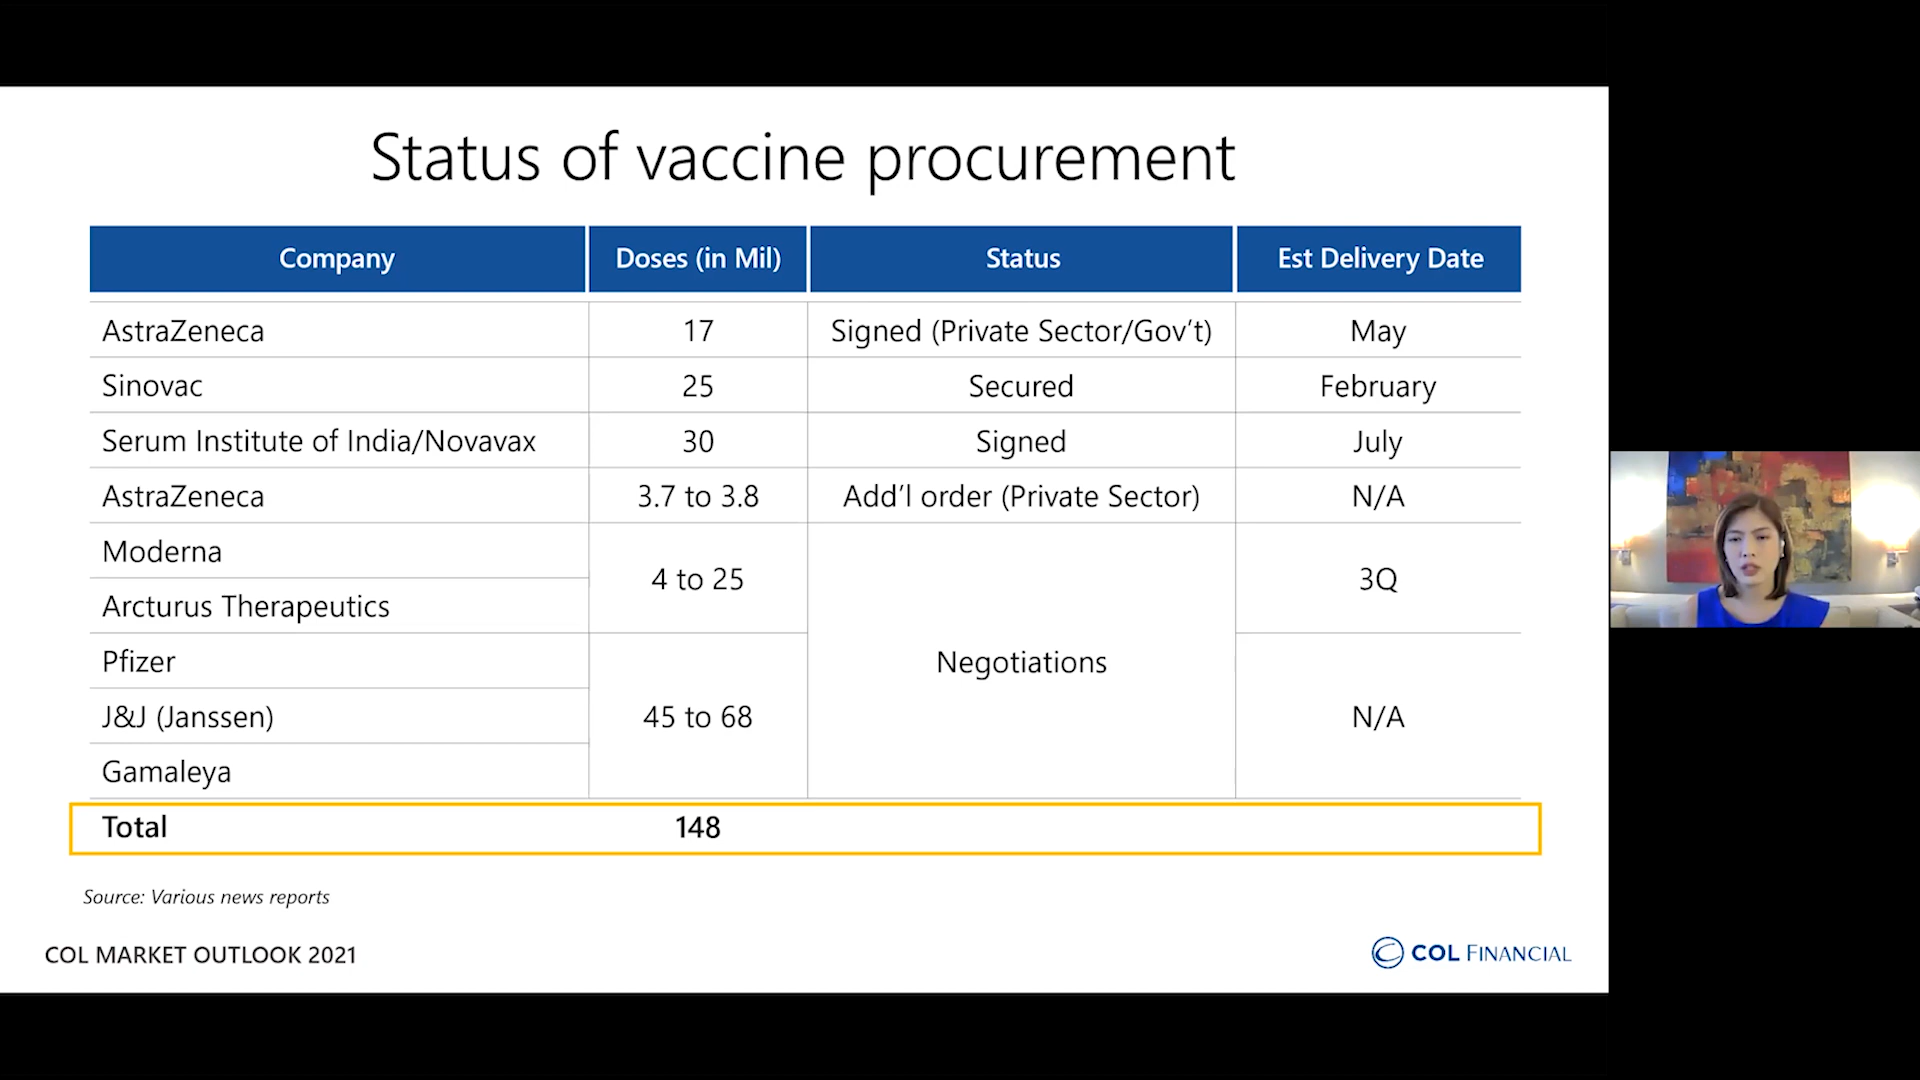 Status of vaccine procurement
Company Doses (in Mil) Status Est Delivery Date
AstraZeneca 17 Signed (Private Sector/Gov’t) May
Sinovac 25 Secured February
Serum Institute of India/Novavax 30 Signed July
AstraZeneca 3.7 to 3.8 Add’l order (Private Sector) N/A
Moderna
4 to 25 3Q
Arcturus Therapeutics
Pfizer Negotiations
J&J (Janssen) 45 to 68 N/A
Gamaleya
Total 148
Source: Various news reports
COL MARKET OUTLOOK 2021
COL FINANCIAL